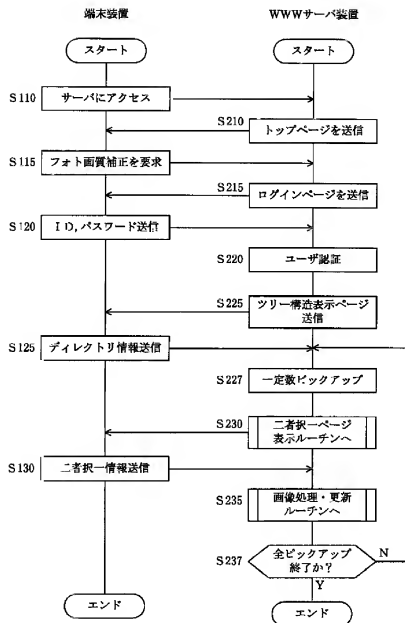 端末装置
WWWサーバ装置
スタート
スタート
S110
サーバにアクセス
S210
トップページを送信
S115
フォト画質補正を要求
S215
ログインページを送信
S120
ID,パスワード送信
S220
ユーザ認証
S225
ツリー構造表示ページ
送信
S125
ディレクトリ情報送信
S227
一定数ピックアップ
S230
二者択一ページ
表示ルーチンへ
S130
二者択一情報送信
S235
画像処理・更新
ルーチンへ
S237
全ピックアップ
終了か?
N
Y
エンド
エンド